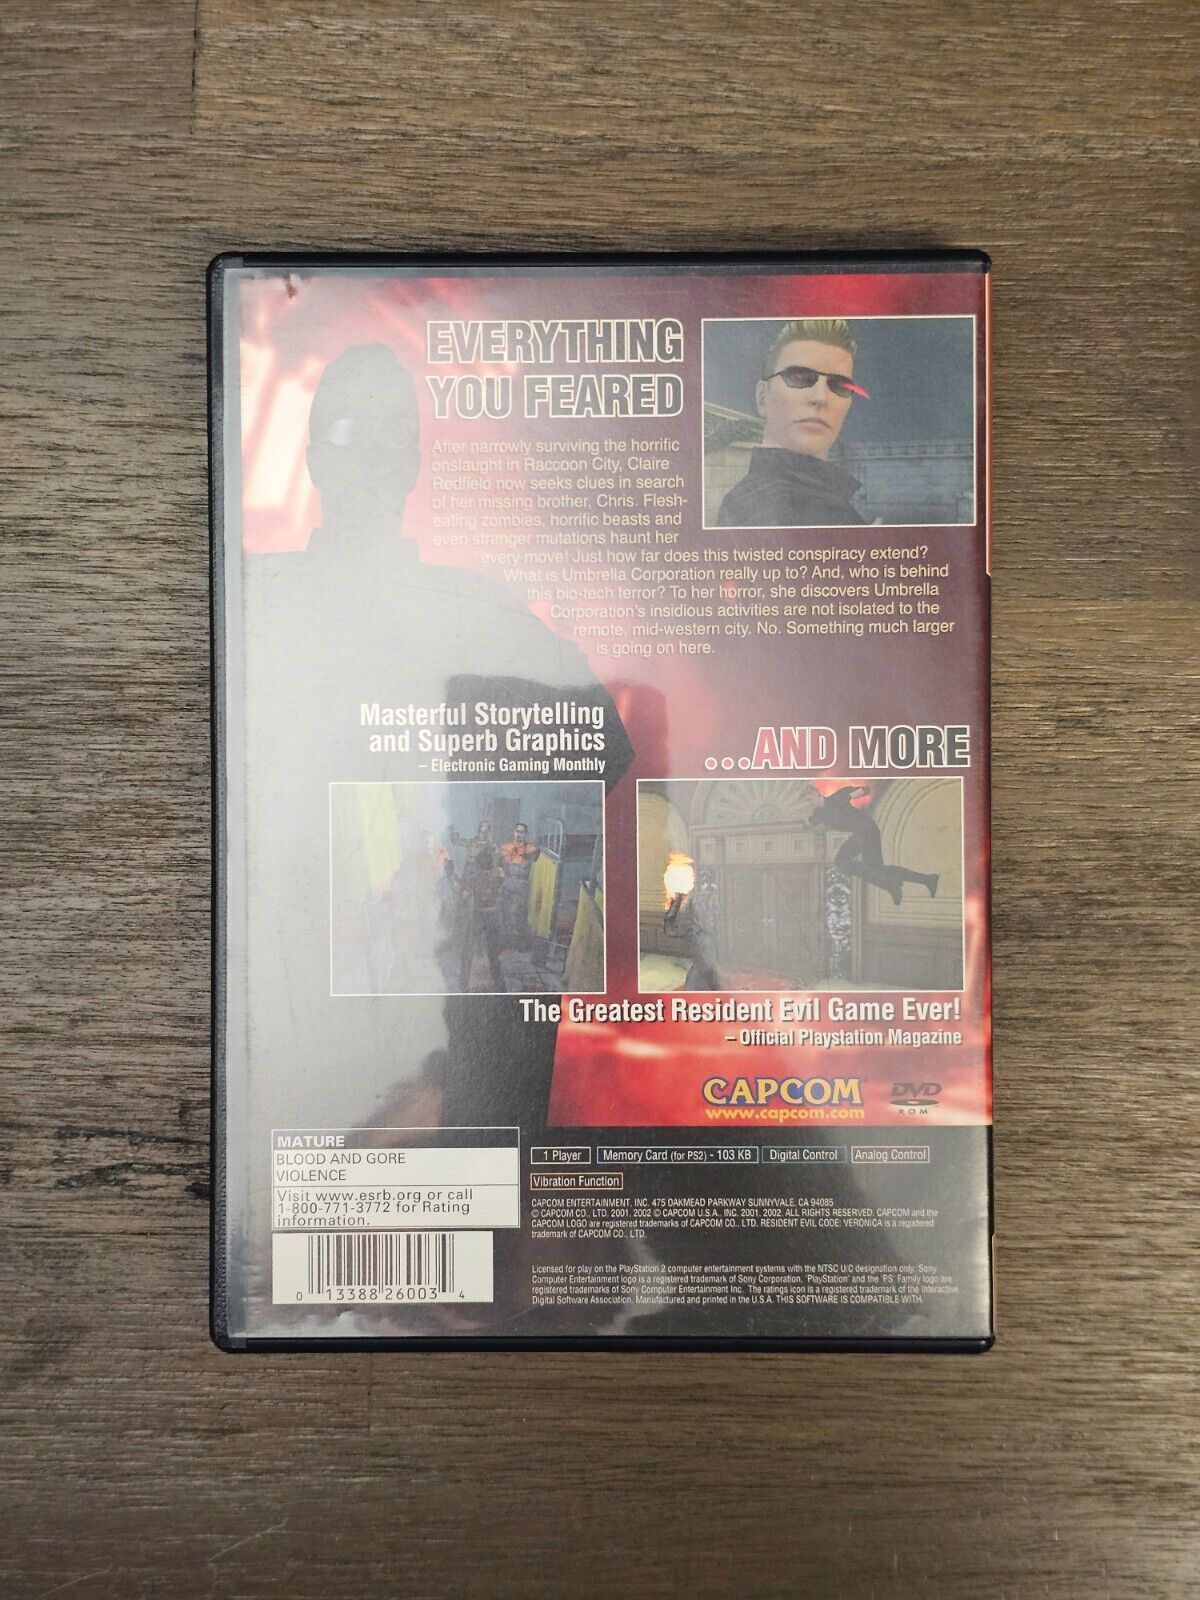 EVERYTHING
YOU FEARED
After narrowly surviving the horrific
onslaught in Raccoon City, Claire
Redfield now seeks clues in search
of her missing brother, Chris. Flesh-
eating zombies, horrific beasts and
even stranger mutations haunt her
every move! Just how far does this twisted conspiracy extend?
What is Umbrella Corporation really up to? And, who is behind
this bio-tech terror? To her horror, she discovers Umbrella
Corporation's insidious activities are not isolated to the
remote, mid-western city. No. Something much larger
is going on here.
Masterful Storytelling
and Superb Graphics
– Electronic Gaming Monthly
...AND MORE
The Greatest Resident Evil Game Ever!
– Official Playstation Magazine
CAPCOM
www.capcom.com
DVD
ROM
MATURE
BLOOD AND GORE
VIOLENCE
Visit www.esrb.org or call
1-800-771-3772 for Rating
information.
0 13388 26003 4
1 Player
Memory Card (for PS2) - 103 KB
Digital Control
Analog Control
Vibration Function
CAPCOM ENTERTAINMENT, INC. 475 OAKMEAD PARKWAY SUNNYVALE, CA 94085
© CAPCOM CO., LTD. 2001, 2002 © CAPCOM U.S.A., INC. 2001, 2002. ALL RIGHTS RESERVED. CAPCOM and the
CAPCOM LOGO are registered trademarks of CAPCOM CO., LTD. RESIDENT EVIL CODE: VERONICA is a registered
trademark of CAPCOM CO., LTD.
Licensed for play on the PlayStation 2 computer entertainment systems with the NTSC U/C designation only. Sony
Computer Entertainment logo is a registered trademark of Sony Corporation. "PlayStation" and the "PS" Family logo are
registered trademarks of Sony Computer Entertainment Inc. The ratings icon is a registered trademark of the Interactive
Digital Software Association. Manufactured and printed in the U.S.A. THIS SOFTWARE IS COMPATIBLE WITH